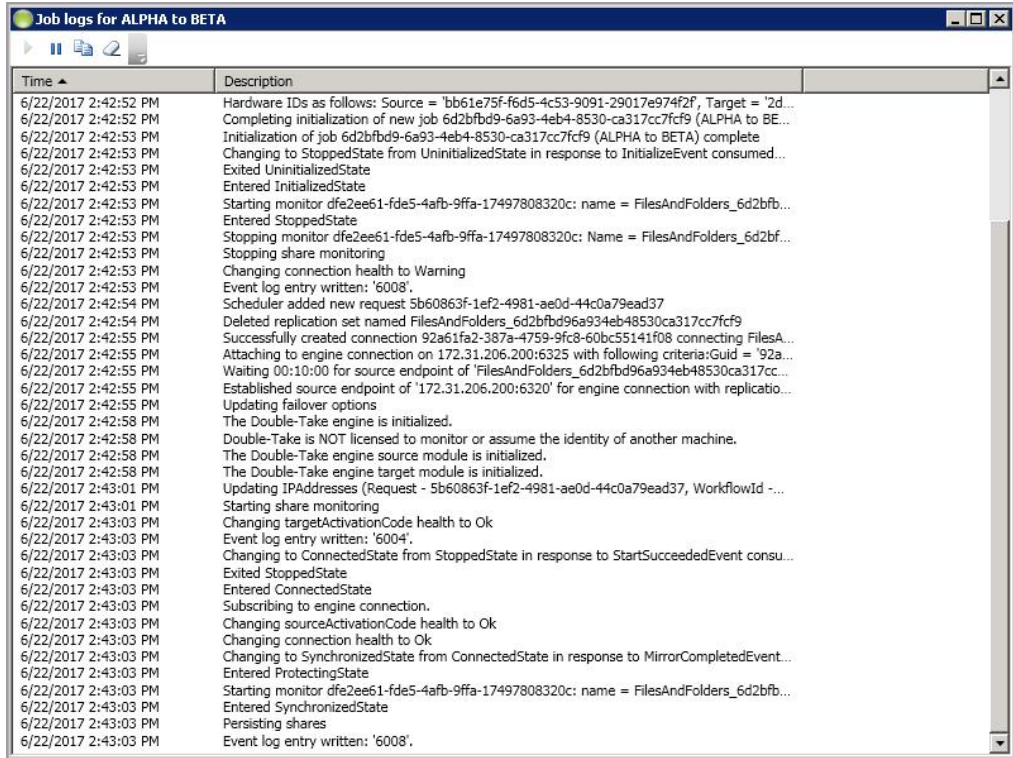 Job logs for ALPHA to BETA
Time Description
6/22/2017 2:42:52 PM Hardware IDs as follows: Source = 'bb61e75f-f6d5-4c53-9091-29017e974f2f', Target = '2d...
6/22/2017 2:42:52 PM Completing initialization of new job 6d2bfbd9-6a93-4eb4-8530-ca317cc7fcf9 (ALPHA to BE...
6/22/2017 2:42:53 PM Initialization of job 6d2bfbd9-6a93-4eb4-8530-ca317cc7fcf9 (ALPHA to BETA) complete
6/22/2017 2:42:53 PM Changing to StoppedState from UninitializedState in response to InitializeEvent consumed...
6/22/2017 2:42:53 PM Exited UninitializedState
6/22/2017 2:42:53 PM Entered InitializedState
6/22/2017 2:42:53 PM Starting monitor dfe2ee61-fde5-4afb-9ffa-17497808320c: name = FilesAndFolders_6d2bfb...
6/22/2017 2:42:53 PM Entered StoppedState
6/22/2017 2:42:53 PM Stopping monitor dfe2ee61-fde5-4afb-9ffa-17497808320c: Name = FilesAndFolders_6d2bf...
6/22/2017 2:42:53 PM Stopping share monitoring
6/22/2017 2:42:53 PM Changing connection health to Warning
6/22/2017 2:42:53 PM Event log entry written: '6008'.
6/22/2017 2:42:54 PM Scheduler added new request 5b60863f-1ef2-4981-ae0d-44c0a79ead37
6/22/2017 2:42:54 PM Deleted replication set named FilesAndFolders_6d2bfbd96a934eb48530ca317cc7fcf9
6/22/2017 2:42:55 PM Successfully created connection 92a61fa2-387a-4759-9fc8-60bc55141f08 connecting FilesA...
6/22/2017 2:42:55 PM Attaching to engine connection on 172.31.206.200:6325 with following criteria:Guid = '92a...
6/22/2017 2:42:55 PM Waiting 00:10:00 for source endpoint of 'FilesAndFolders_6d2bfbd96a934eb48530ca317cc...
6/22/2017 2:42:55 PM Established source endpoint of '172.31.206.200:6320' for engine connection with replicatio...
6/22/2017 2:42:55 PM Updating failover options
6/22/2017 2:42:58 PM The Double-Take engine is initialized.
6/22/2017 2:42:58 PM Double-Take is NOT licensed to monitor or assume the identity of another machine.
6/22/2017 2:42:58 PM The Double-Take engine source module is initialized.
6/22/2017 2:42:58 PM The Double-Take engine target module is initialized.
6/22/2017 2:43:01 PM Updating IPAddresses (Request - 5b60863f-1ef2-4981-ae0d-44c0a79ead37, WorkflowId -...
6/22/2017 2:43:01 PM Starting share monitoring
6/22/2017 2:43:03 PM Changing targetActivationCode health to Ok
6/22/2017 2:43:03 PM Event log entry written: '6004'.
6/22/2017 2:43:03 PM Changing to ConnectedState from StoppedState in response to StartSucceededEvent consu...
6/22/2017 2:43:03 PM Exited StoppedState
6/22/2017 2:43:03 PM Entered ConnectedState
6/22/2017 2:43:03 PM Subscribing to engine connection.
6/22/2017 2:43:03 PM Changing sourceActivationCode health to Ok
6/22/2017 2:43:03 PM Changing connection health to Ok
6/22/2017 2:43:03 PM Changing to SynchronizedState from ConnectedState in response to MirrorCompletedEvent...
6/22/2017 2:43:03 PM Entered ProtectingState
6/22/2017 2:43:03 PM Starting monitor dfe2ee61-fde5-4afb-9ffa-17497808320c: name = FilesAndFolders_6d2bfb...
6/22/2017 2:43:03 PM Entered SynchronizedState
6/22/2017 2:43:03 PM Persisting shares
6/22/2017 2:43:03 PM Event log entry written: '6008'.